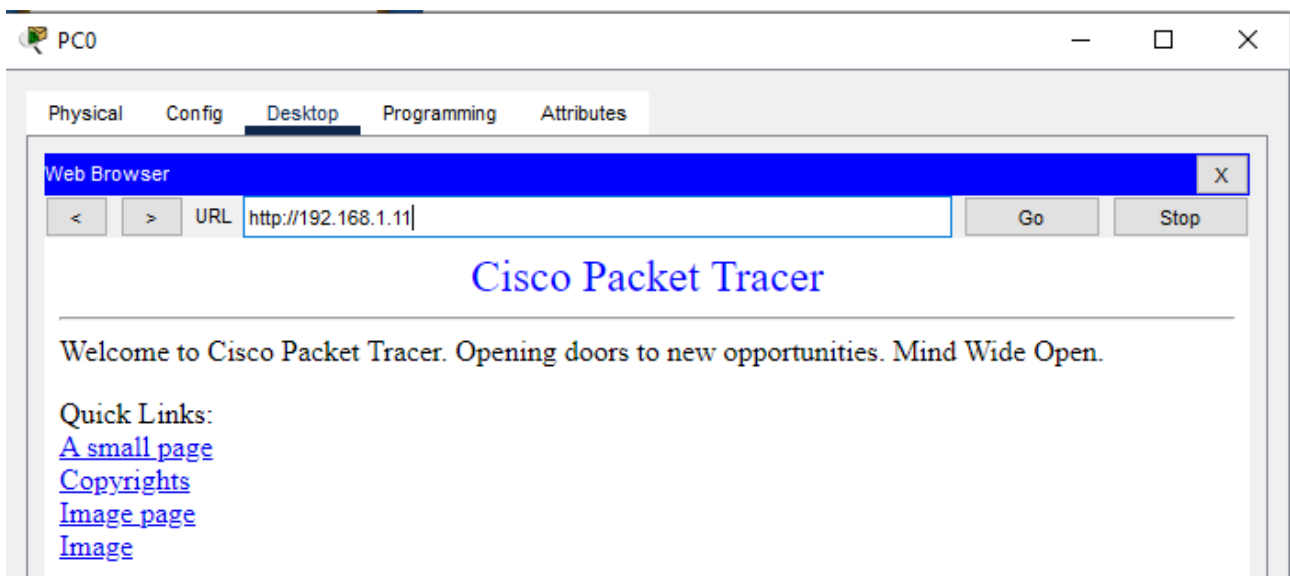 PC0
Physical Config Desktop Programming Attributes
Web Browser X
< > URL http://192.168.1.11 Go Stop
Cisco Packet Tracer
Welcome to Cisco Packet Tracer. Opening doors to new opportunities. Mind Wide Open.
Quick Links:
A small page
Copyrights
Image page
Image